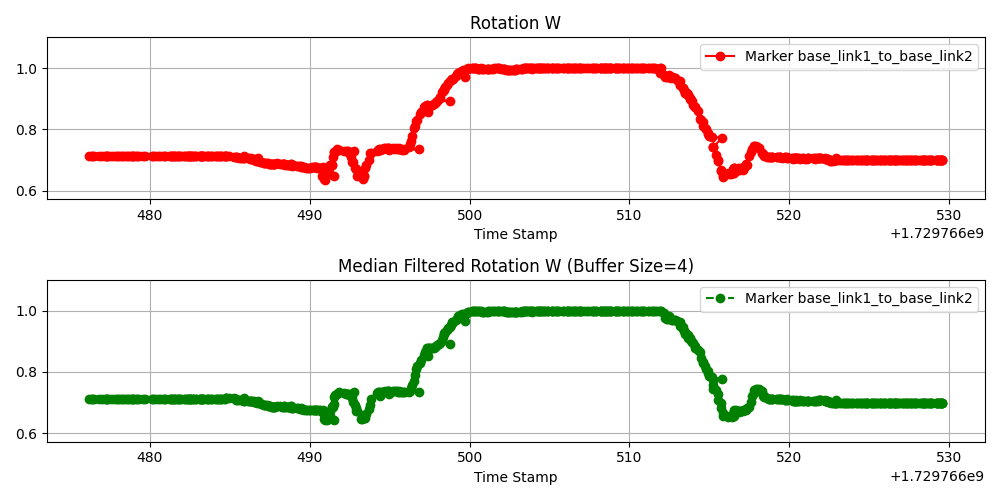 Rotation W
Marker base_link1_to_base_link2
1.0
0.8
0.6
480 490 500 510 520 530
Time Stamp
+1.729766e9
Median Filtered Rotation W (Buffer Size=4)
Marker base_link1_to_base_link2
1.0
0.8
0.6
480 490 500 510 520 530
Time Stamp
+1.729766e9